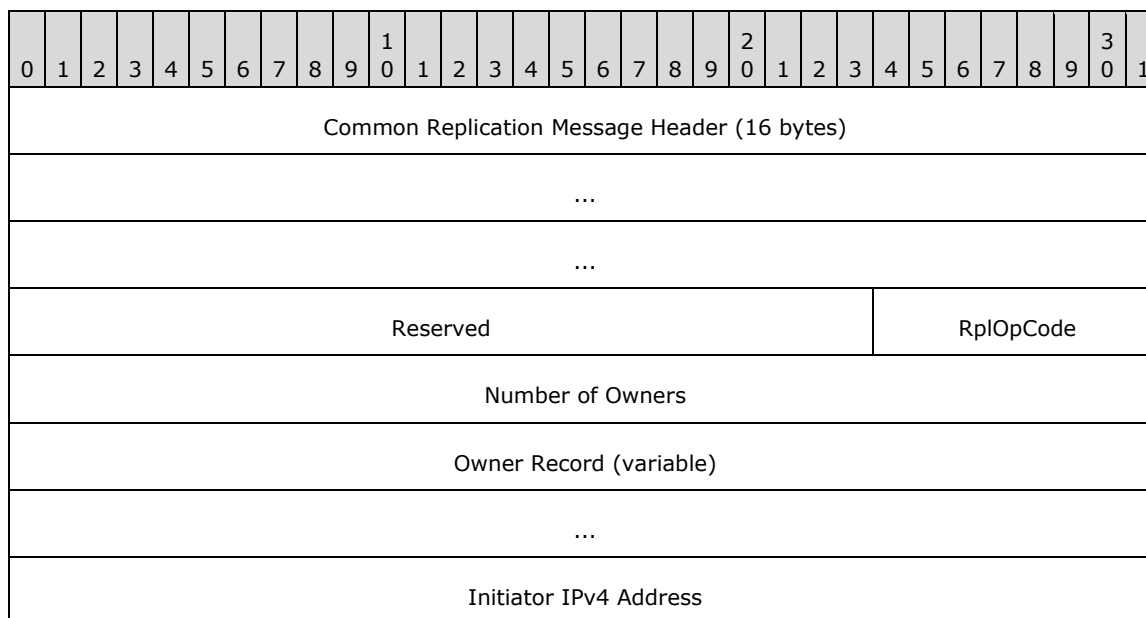 1 2 3
0 1 2 3 4 5 6 7 8 9 0 1 2 3 4 5 6 7 8 9 0 1 2 3 4 5 6 7 8 9 0 1
Common Replication Message Header (16 bytes)
...
...
Reserved RplOpCode
Number of Owners
Owner Record (variable)
...
Initiator IPv4 Address